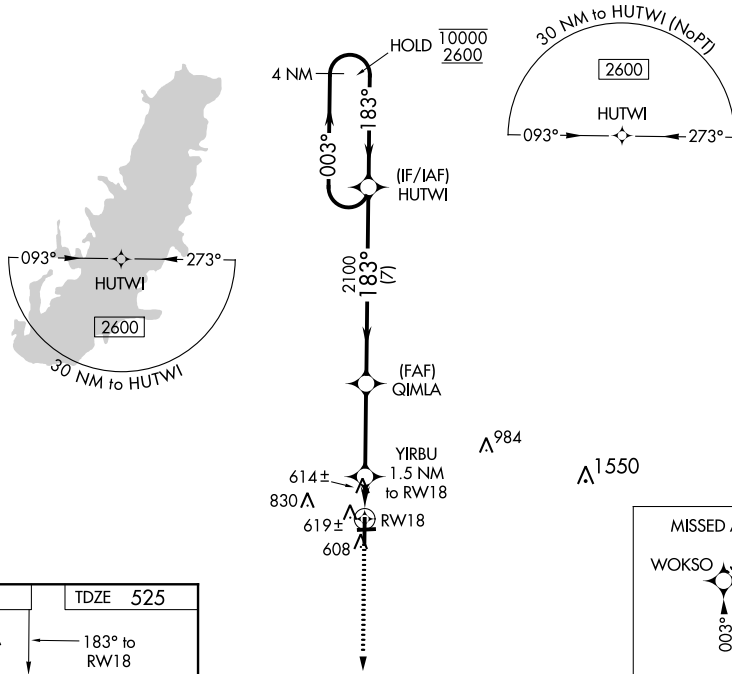 30 NM to HUTWI (NoPT)
2600
HUTWI
093°
273°
HOLD
10000
2600
4 NM
003°
183°
(IF/IAF)
HUTWI
093°
273°
HUTWI
2600
30 NM to HUTWI
2100
183°
(7)
(FAF)
QIMLA
984
1550
YIRBU
1.5 NM
to RW18
614±
830
619±
RW18
608
MISSED
WOKSO
003°
TDZE 525
183° to
RW18